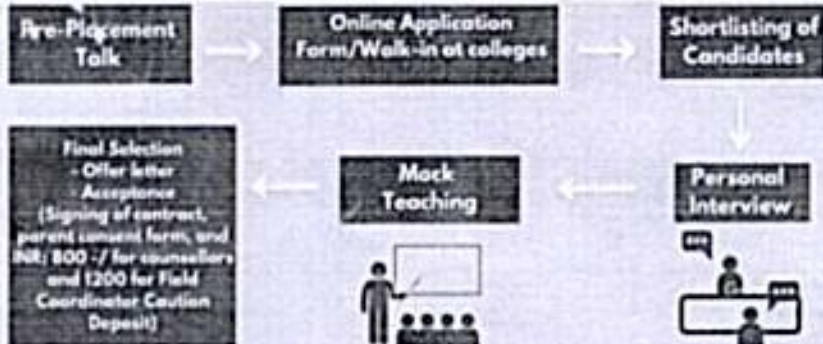 Pre-Placement
Talk
Online Application
Form/Walk-in at colleges
Shortlisting of
Candidates
Personal
Interview
Mock
Teaching
Final Selection
- Offer letter
- Acceptance
(Signing of contract,
parent consent form, and
INR; 800 -/ for counsellors
and 1200 for Field
Coordinator Caution
Deposit)